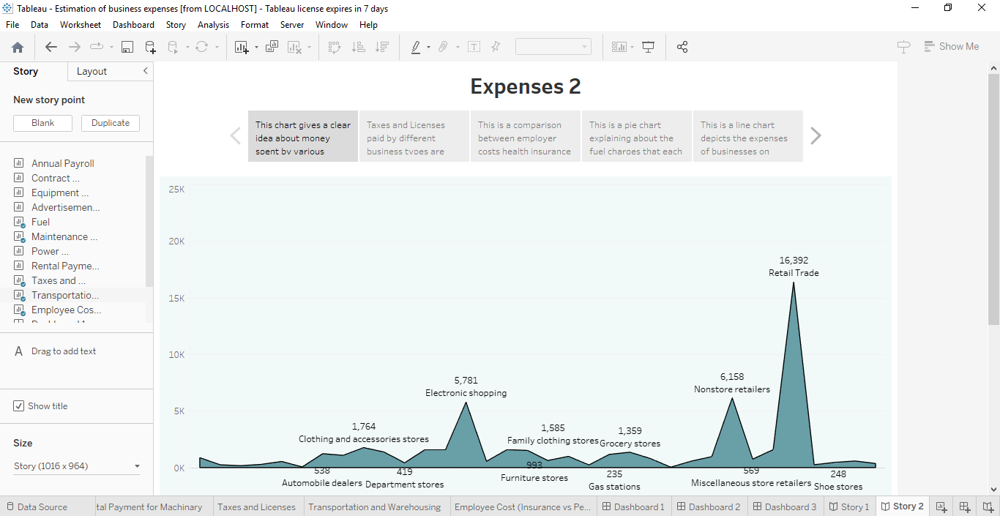 Tableau - Estimation of business expenses [from LOCALHOST] - Tableau license expires in 7 days
File Data Worksheet Dashboard Story Analysis Format Server Window Help
Show Me
Story Layout
New story point
Blank Duplicate
Annual Payroll
Contract ...
Equipment ...
Advertisemen...
Fuel
Maintenance ...
Power ...
Rental Payme...
Taxes and ...
Transportatio...
Employee Cos...
Dashboard 1
A Drag to add text
Show title
Size
Story (1016 x 964)
Expenses 2
This chart gives a clear
idea about money
spent by various
Taxes and Licenses
paid by different
business types are
This is a comparison
between employer
costs health insurance
This is a pie chart
explaining about the
fuel charges that each
This is a line chart
depicts the expenses
of businesses on
25K
20K
15K
10K
5K
0K
16,392
Retail Trade
5,781
Electronic shopping
6,158
Nonstore retailers
1,764
Clothing and accessories stores
1,585
Family clothing stores
1,359
Grocery stores
538
Automobile dealers
419
Department stores
993
Furniture stores
235
Gas stations
569
Miscellaneous store retailers
248
Shoe stores
Data Source tal Payment for Machinary Taxes and Licenses Transportation and Warehousing Employee Cost (Insurance vs Pe... Dashboard 1 Dashboard 2 Dashboard 3 Story 1 Story 2